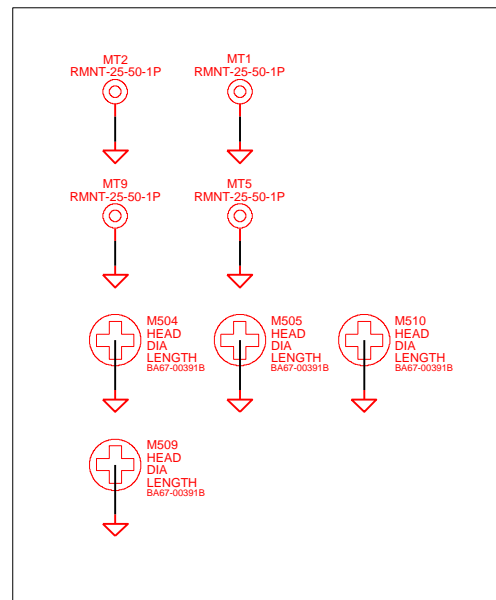 MT2
RMNT-25-50-1P
MT1
RMNT-25-50-1P
MT9
RMNT-25-50-1P
MT5
RMNT-25-50-1P
M504
HEAD
DIA
LENGTH
BA67-00391B
M505
HEAD
DIA
LENGTH
BA67-00391B
M510
HEAD
DIA
LENGTH
BA67-00391B
M509
HEAD
DIA
LENGTH
BA67-00391B